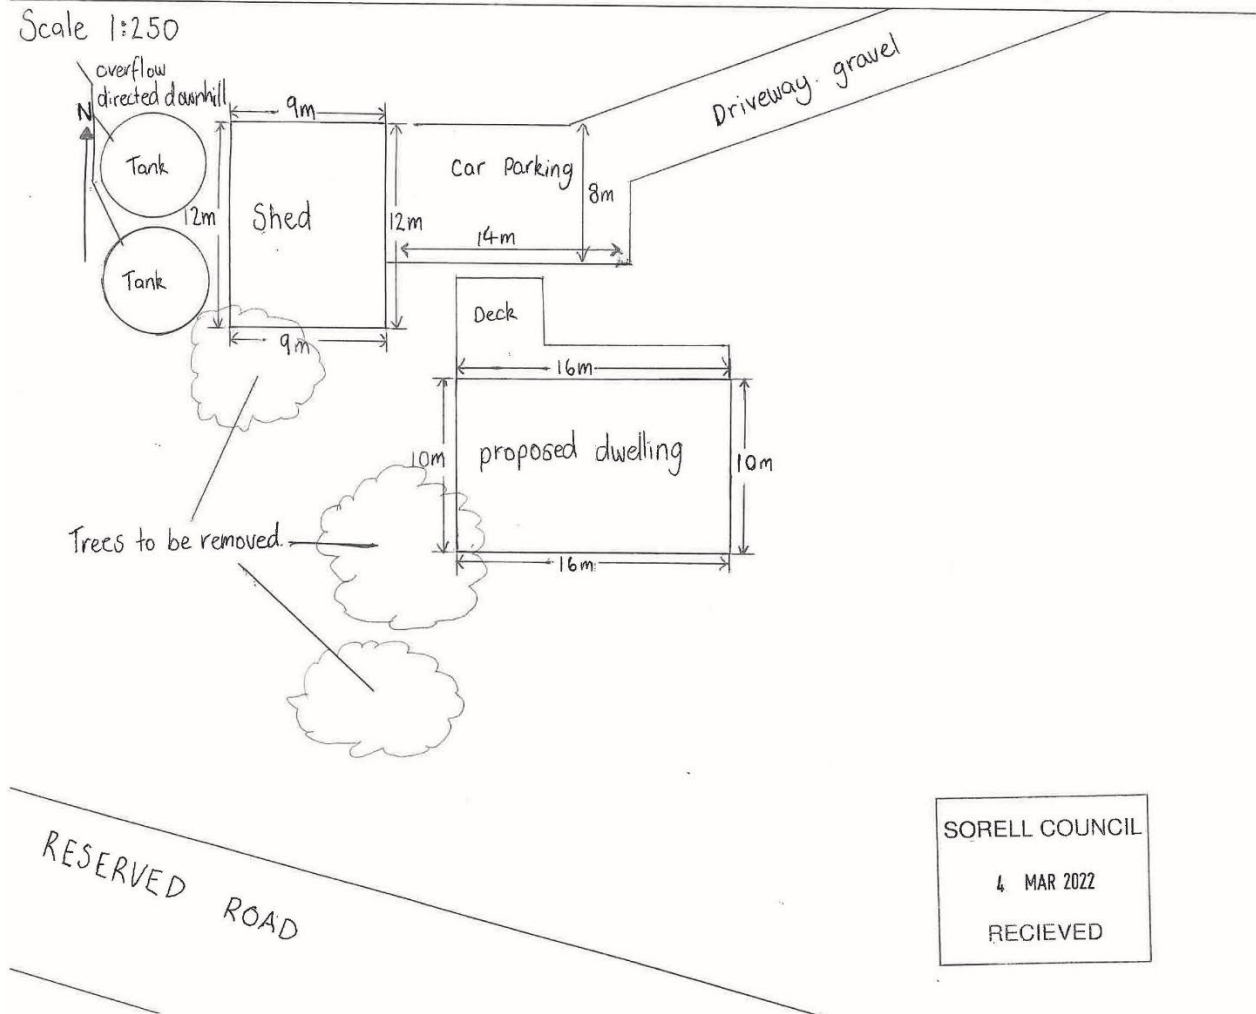 Scale 1:250
overflow
directed downhill
N
Tank
Tank
9m
12m
Shed
12m
9m
Car Parking
8m
14m
Driveway. gravel
Deck
16m
10m
proposed dwelling
10m
16m
Trees to be removed.
RESERVED ROAD
SORELL COUNCIL
4 MAR 2022
RECIEVED